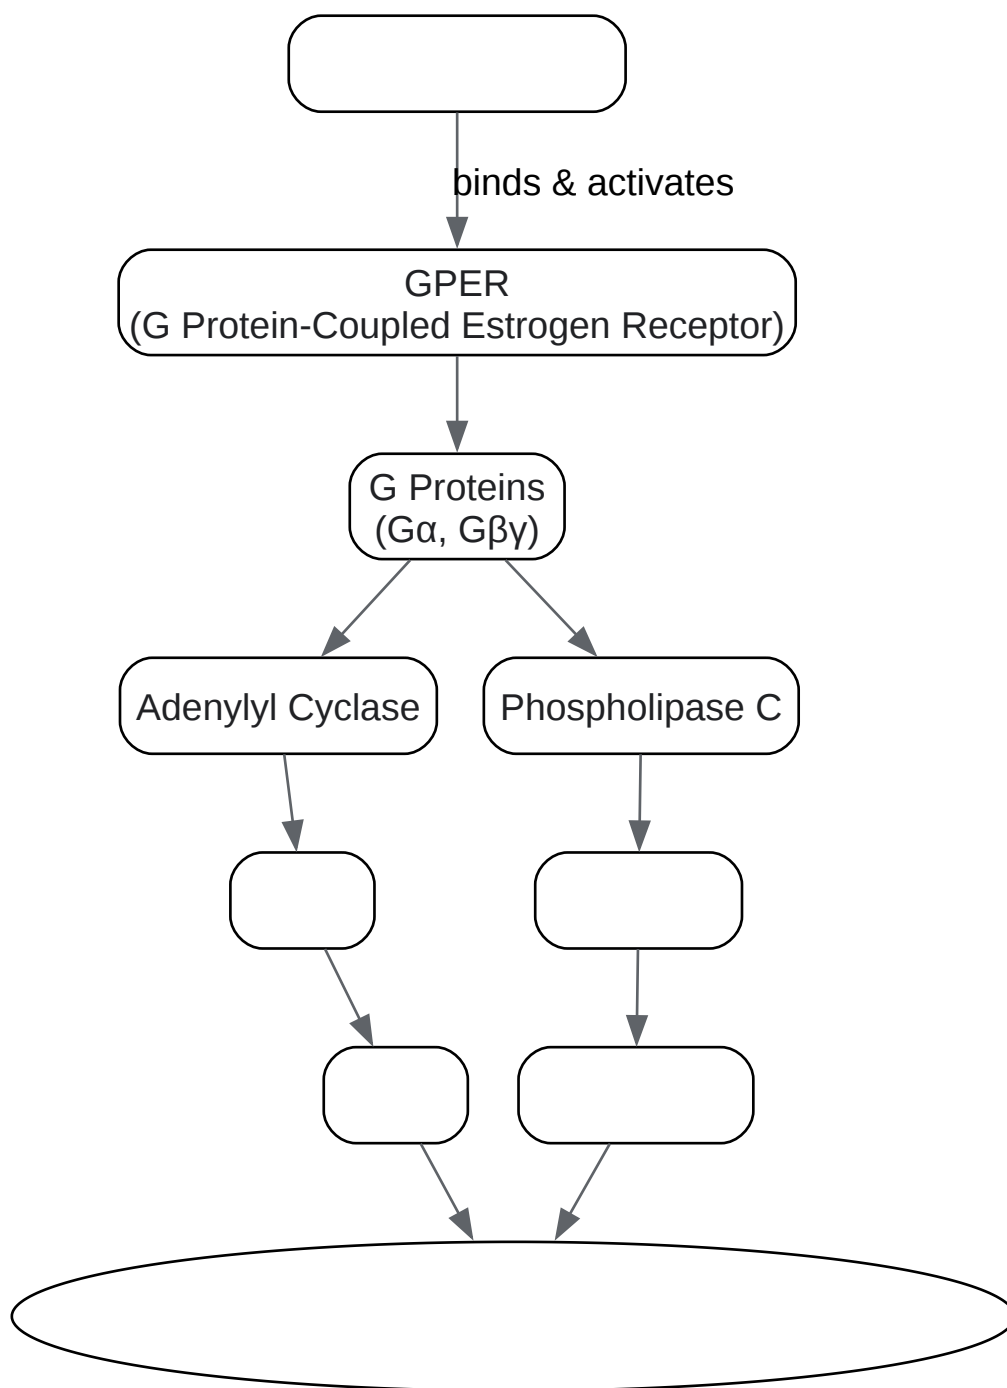 binds & activates
GPER
(G Protein-Coupled Estrogen Receptor)
G Proteins
(Gα, Gβγ)
Adenylyl Cyclase
Phospholipase C